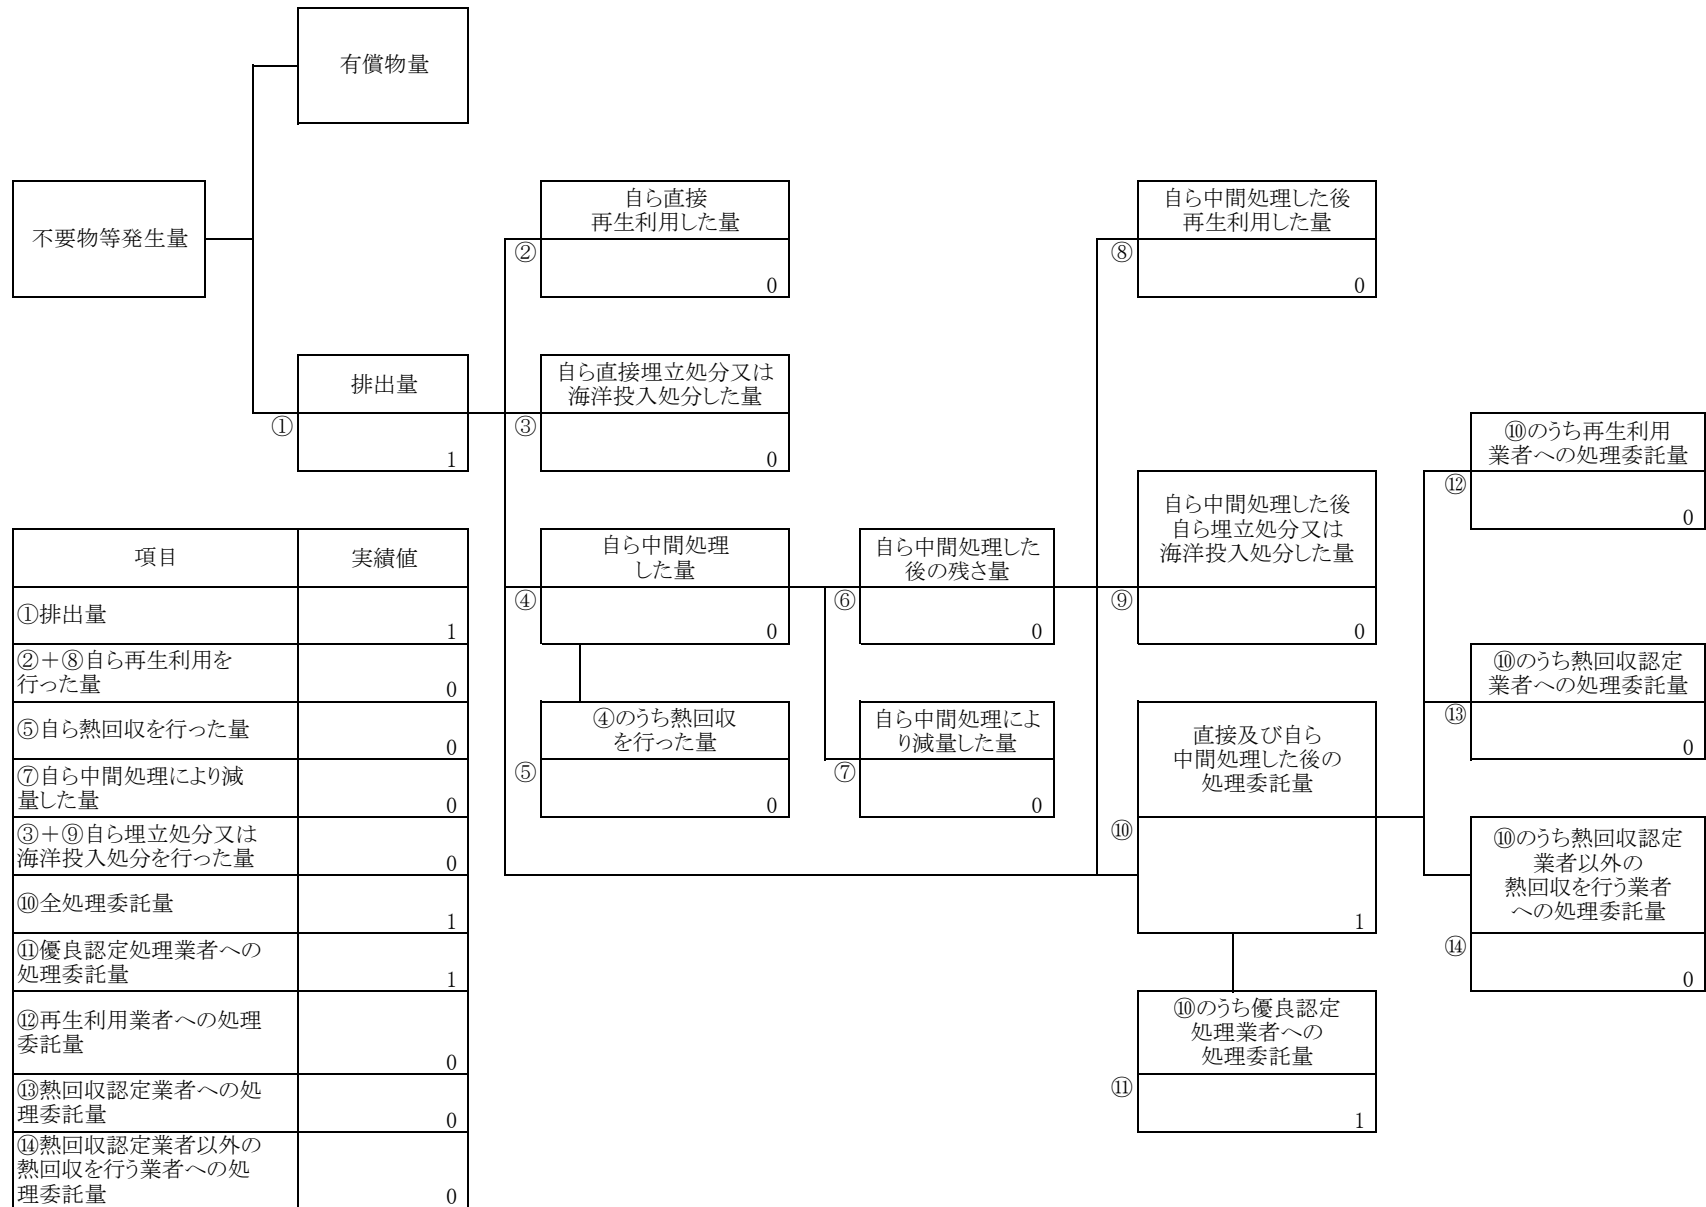 有償物量
不要物等発生量
自ら直接
再生利用した量
②
0
自ら中間処理した後
再生利用した量
⑧
0
排出量
①
1
自ら直接埋立処分又は
海洋投入処分した量
③
0
⑩のうち再生利用
業者への処理委託量
⑫
0
自ら中間処理した後
自ら埋立処分又は
海洋投入処分した量
⑨
0
自ら中間処理
した量
④
0
自ら中間処理した
後の残さ量
⑥
0
⑩のうち熱回収認定
業者への処理委託量
⑬
0
④のうち熱回収
を行った量
⑤
0
自ら中間処理によ
り減量した量
⑦
0
直接及び自ら
中間処理した後の
処理委託量
⑩
1
⑩のうち熱回収認定
業者以外の
熱回収を行う業者
への処理委託量
⑭
0
⑩のうち優良認定
処理業者への
処理委託量
⑪
1
項目 実績値
①排出量
1
②＋⑧自ら再生利用を
行った量
0
⑤自ら熱回収を行った量
0
⑦自ら中間処理により減
量した量
0
③＋⑨自ら埋立処分又は
海洋投入処分を行った量
0
⑩全処理委託量
1
⑪優良認定処理業者への
処理委託量
1
⑫再生利用業者への処理
委託量
0
⑬熱回収認定業者への処
理委託量
0
⑭熱回収認定業者以外の
熱回収を行う業者への処
理委託量
0